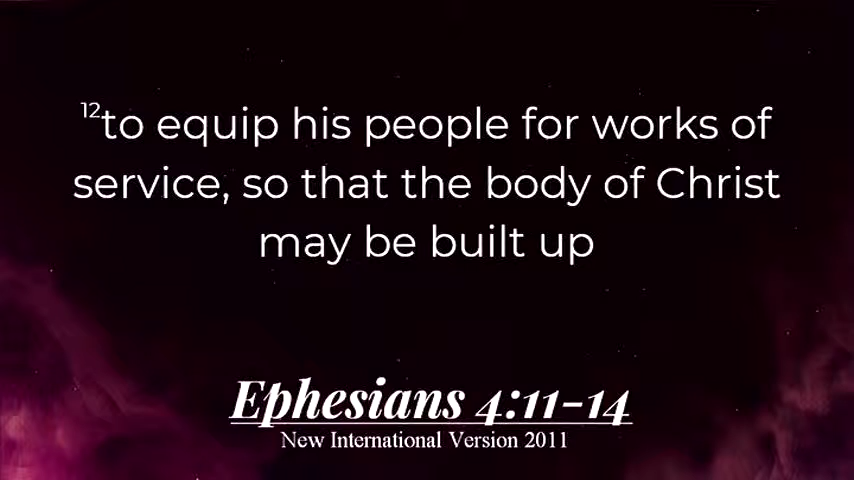 ¹²to equip his people for works of
service, so that the body of Christ
may be built up
Ephesians 4:11-14
New International Version 2011